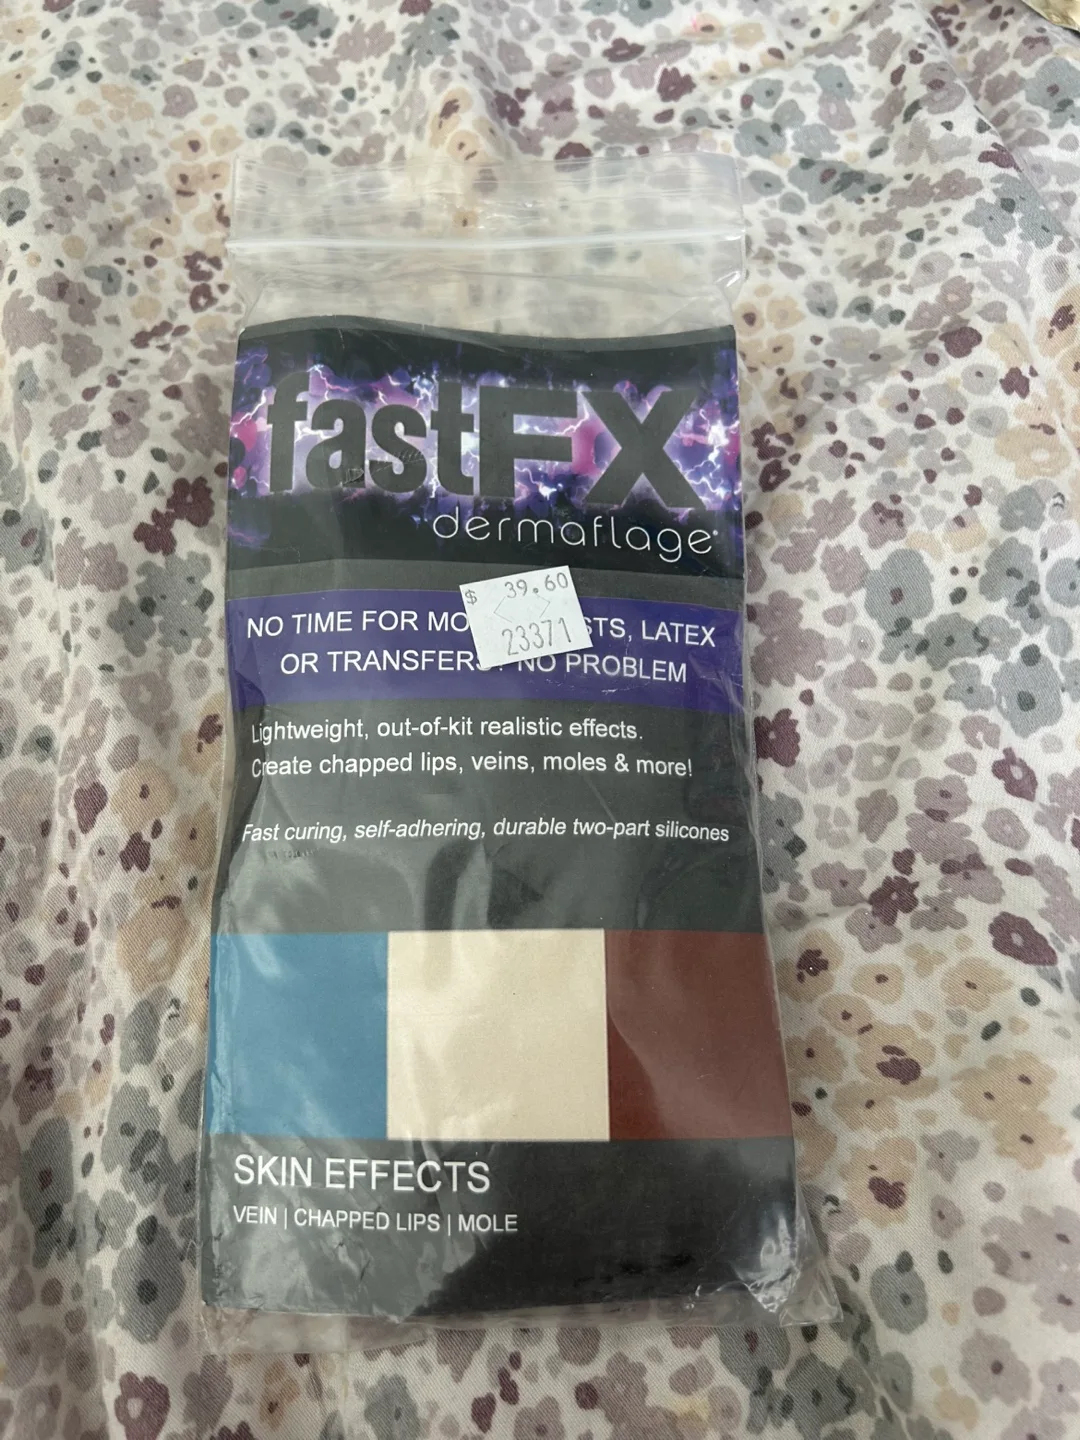 fastFX
dermaflage
$ 39.60
23371
NO TIME FOR MO STS, LATEX
OR TRANSFERS? NO PROBLEM
Lightweight, out-of-kit realistic effects.
Create chapped lips, veins, moles & more!
Fast curing, self-adhering, durable two-part silicones
SKIN EFFECTS
VEIN | CHAPPED LIPS | MOLE